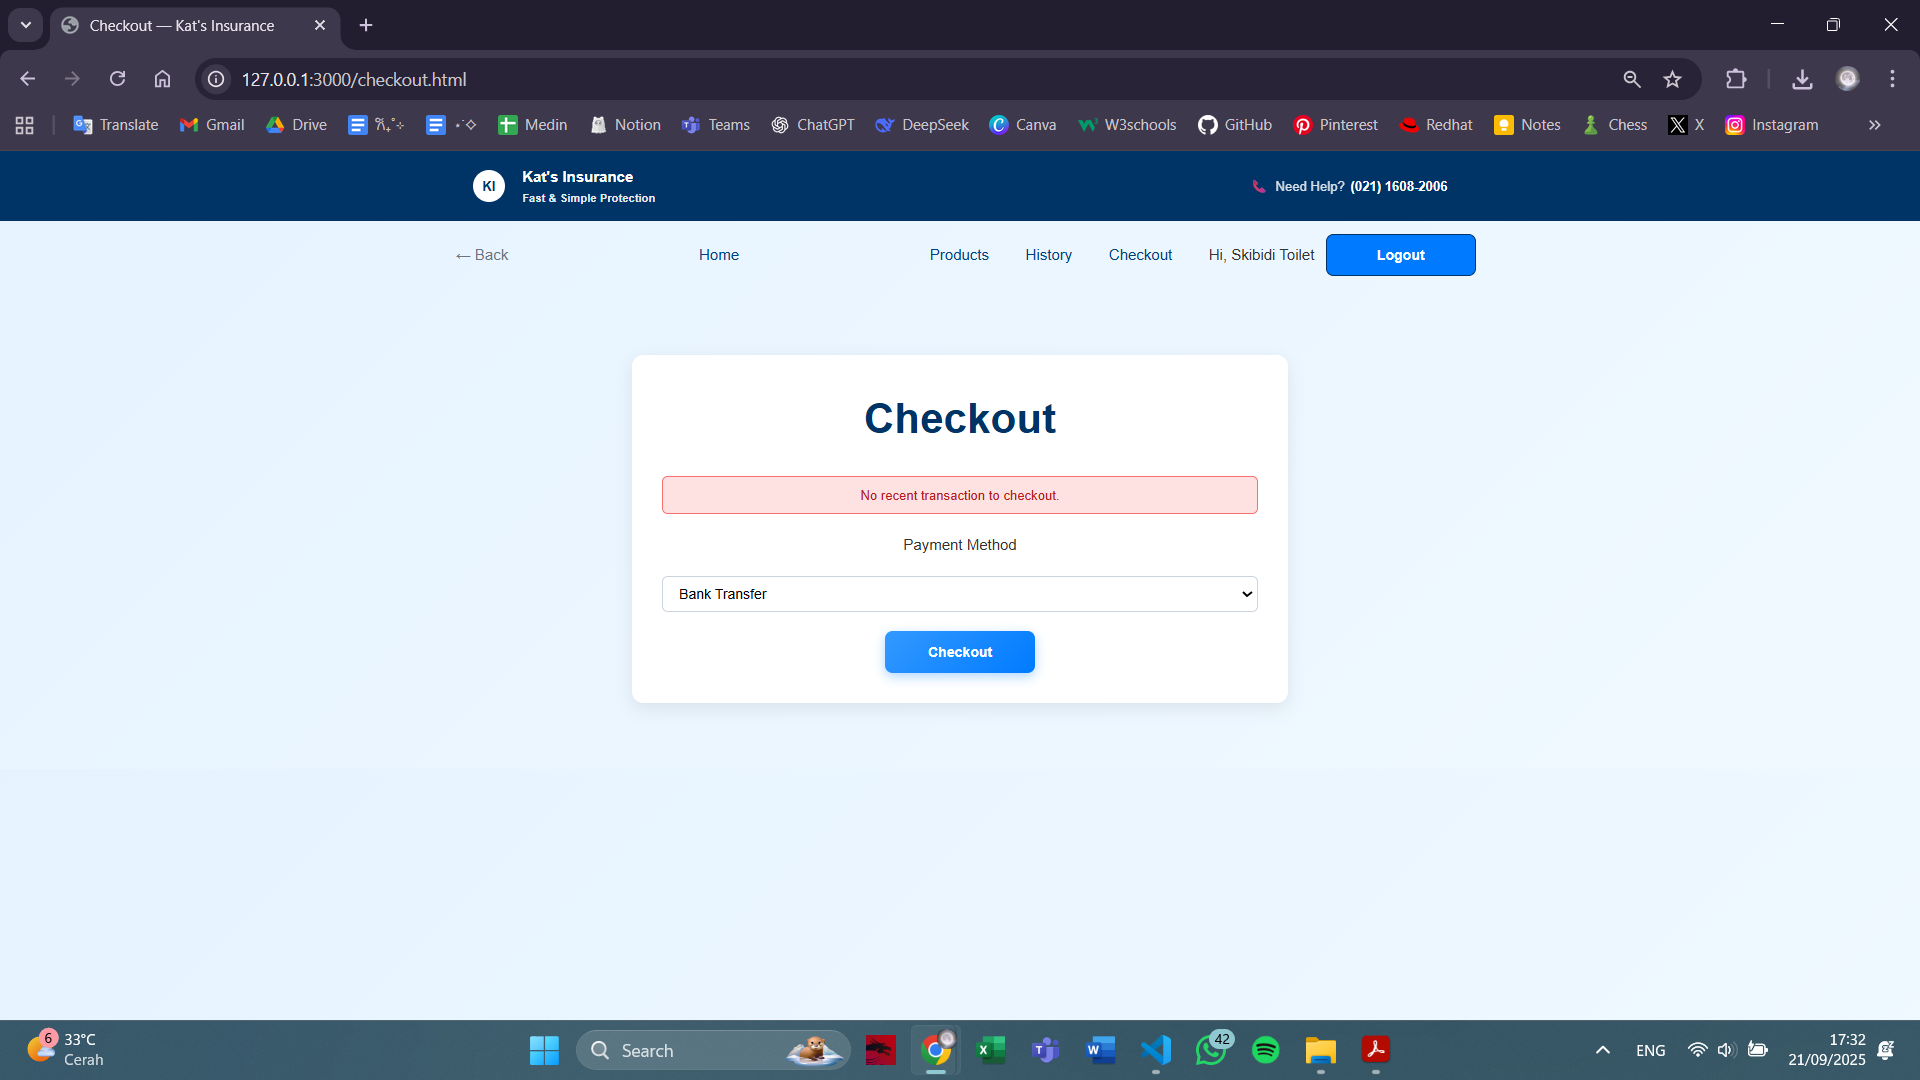 Checkout — Kat's Insurance
127.0.0.1:3000/checkout.html
Translate
Gmail
Drive
Medin
Notion
Teams
ChatGPT
DeepSeek
Canva
W3schools
GitHub
Pinterest
Redhat
Notes
Chess
X
Instagram
KI
Kat's Insurance
Fast & Simple Protection
Need Help? (021) 1608-2006
← Back
Home
Products
History
Checkout
Hi, Skibidi Toilet
Logout
Checkout
No recent transaction to checkout.
Payment Method
Bank Transfer
Checkout
6
33°C
Cerah
Search
42
ENG
17:32
21/09/2025